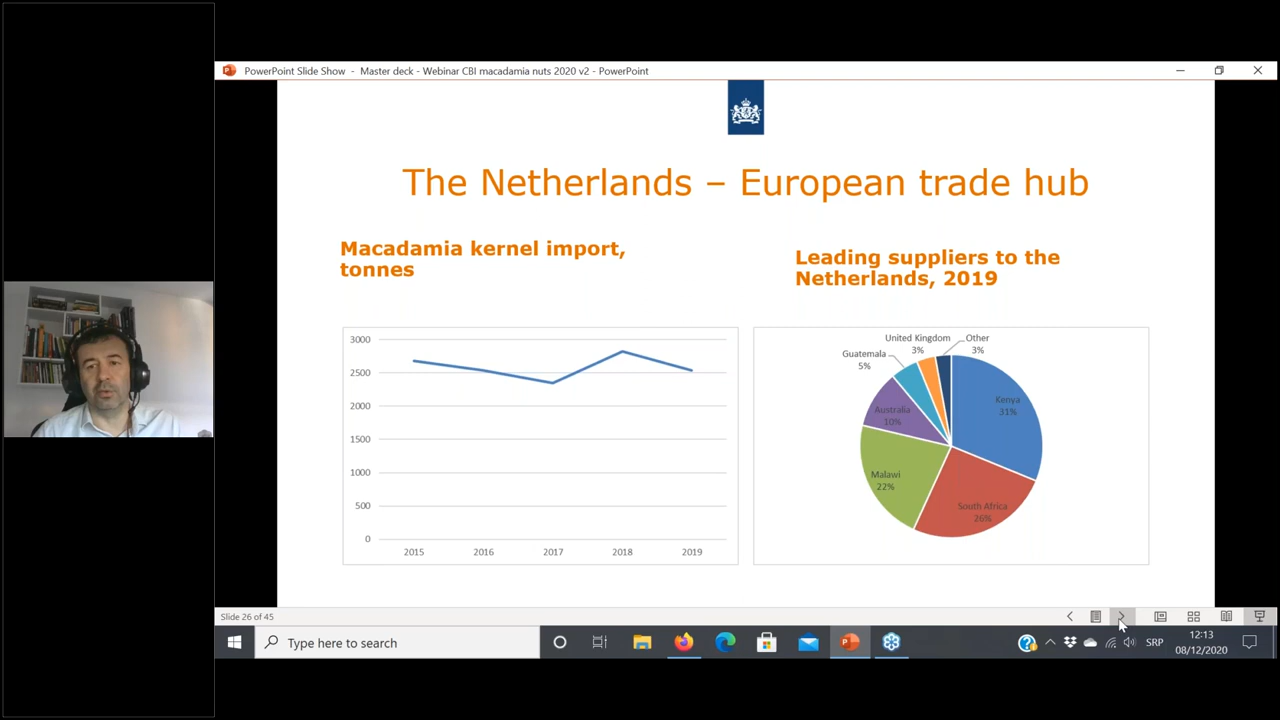 PowerPoint Slide Show - Master deck - Webinar CBI macadamia nuts 2020 v2 - PowerPoint
The Netherlands – European trade hub
Macadamia kernel import,
tonnes
3000
2500
2000
1500
1000
500
0
2015 2016 2017 2018 2019
Leading suppliers to the
Netherlands, 2019
United Kingdom
3%
Other
3%
Guatemala
5%
Australia
10%
Kenya
31%
Malawi
22%
South Africa
26%
Slide 26 of 45
Type here to search
SRP
12:13
08/12/2020